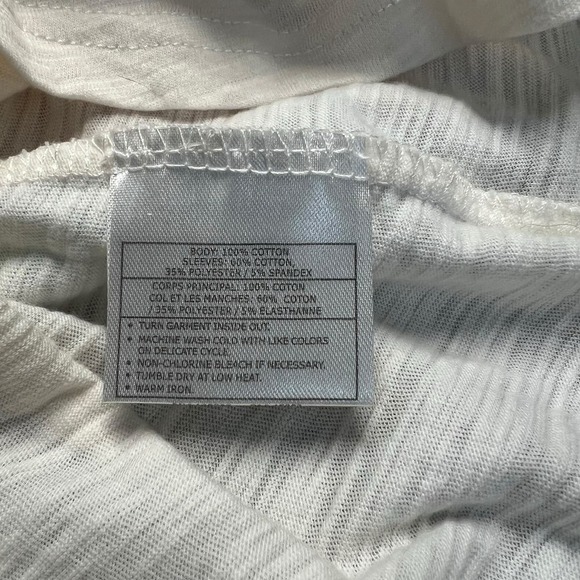 BODY: 100% COTTON
SLEEVES: 60% COTTON,
35% POLYESTER / 5% SPANDEX
CORPS PRINCIPAL: 100% COTON
COL ET LES MANCHES: 60% COTON
/ 35% POLYESTER / 5% ELASTHANNE
• TURN GARMENT INSIDE OUT.
• MACHINE WASH COLD WITH LIKE COLORS
ON DELICATE CYCLE.
• NON-CHLORINE BLEACH IF NECESSARY.
• TUMBLE DRY AT LOW HEAT.
• WARM IRON.